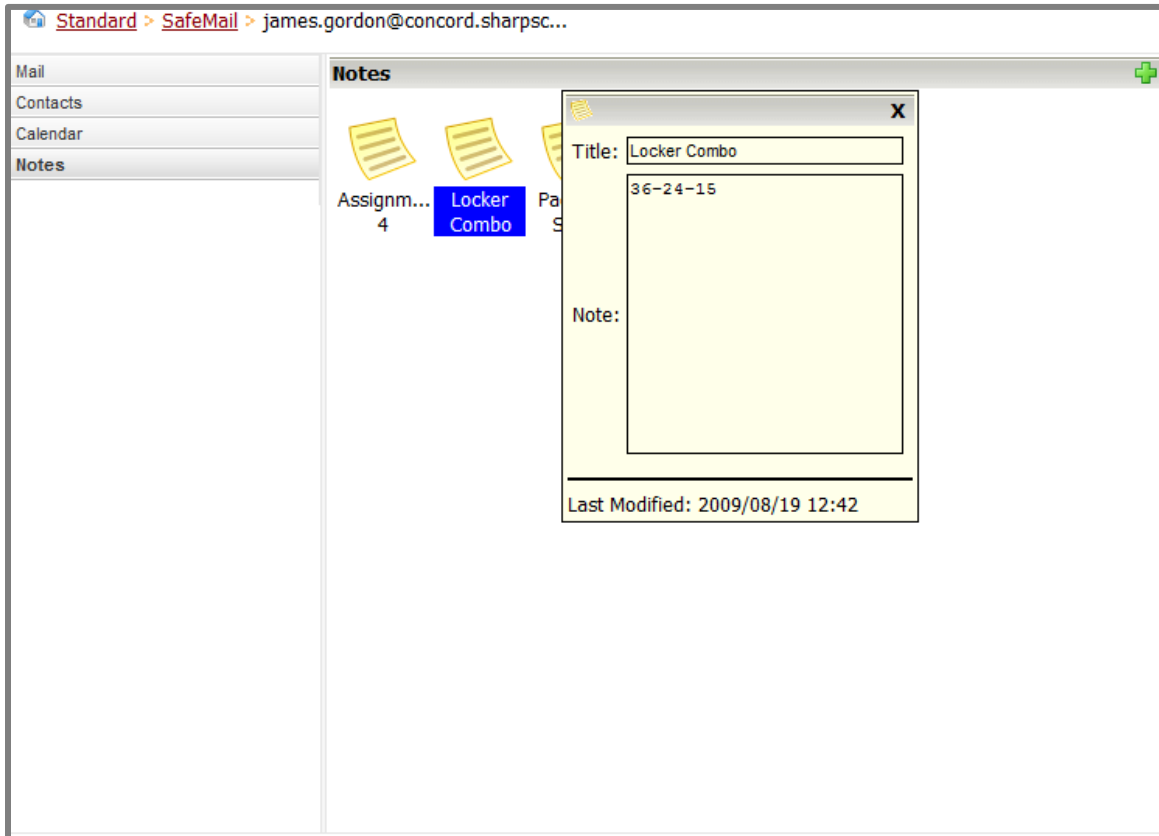 Standard > SafeMail > james.gordon@concord.sharpsc...
Mail
Contacts
Calendar
Notes
Notes
Assignm...
4
Locker
Combo
X
Title: Locker Combo
Note:
36-24-15
Last Modified: 2009/08/19 12:42